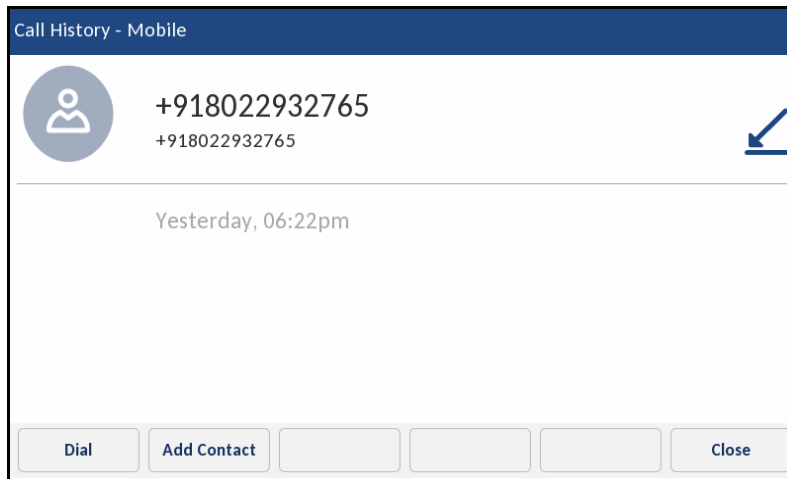 Call History - Mobile
+918022932765
+918022932765
Yesterday, 06:22pm
Dial
Add Contact
Close